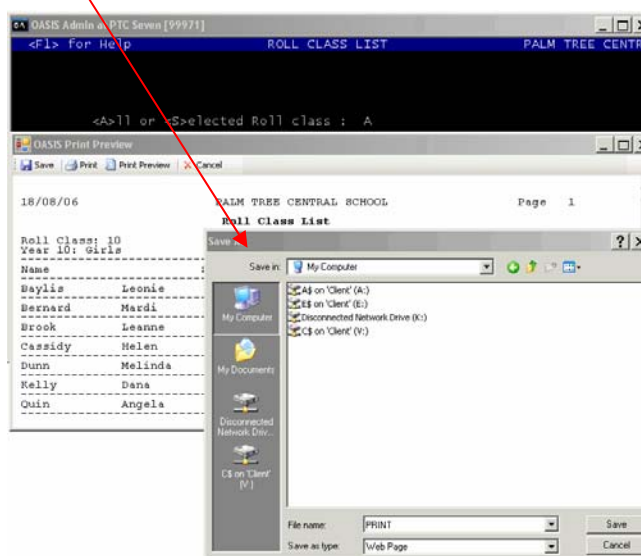 OASIS Admin at PTC Seven [99971]
<F1> for Help ROLL CLASS LIST PALM TREE CENTR
<A>ll or <S>elected Roll class : A
OASIS Print Preview
Save Print Print Preview Cancel
18/08/06 PALM TREE CENTRAL SCHOOL Page 1
Roll Class List
Roll Class: 10
Year 10: Girls
Name
Baylis Leonie
Bernard Mardi
Brook Leanne
Cassidy Helen
Dunn Melinda
Kelly Dana
Quin Angela
Save
Save in: My Computer
A$ on 'Client' (A:)
E$ on 'Client' (E:)
Disconnected Network Drive (K:)
C$ on 'Client' (V:)
My Computer
My Documents
Disconnected
Network Driv...
C$ on 'Client'
(V:)
File name: PRINT Save
Save as type: Web Page Cancel